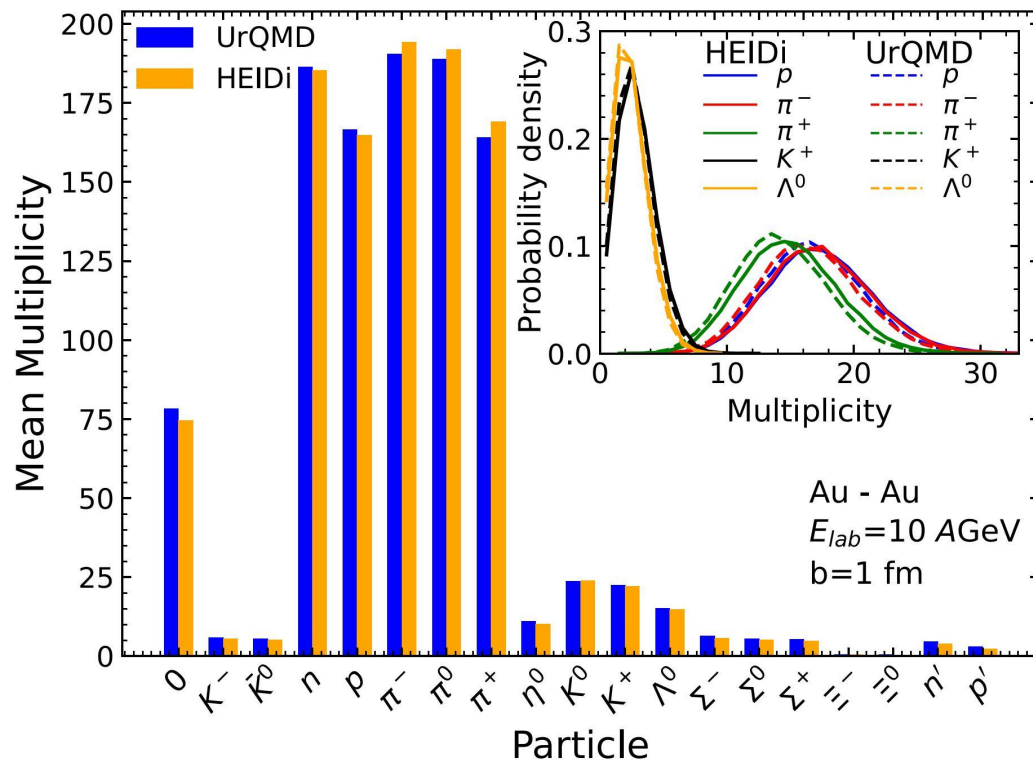 UrQMD
HEIDi
Mean Multiplicity
200
175
150
125
100
75
50
25
0
0
K⁻
K̄⁰
n
p
π⁻
π⁰
π⁺
η⁰
K⁰
K⁺
Λ⁰
Σ⁻
Σ⁰
Σ⁺
Ξ⁻
Ξ⁰
n′
p′
Particle
Probability density
0.3
0.2
0.1
0.0
0 10 20 30
Multiplicity
HEIDi UrQMD
p p
π⁻ π⁻
π⁺ π⁺
K⁺ K⁺
Λ⁰ Λ⁰
Au - Au
E_lab=10 AGeV
b=1 fm